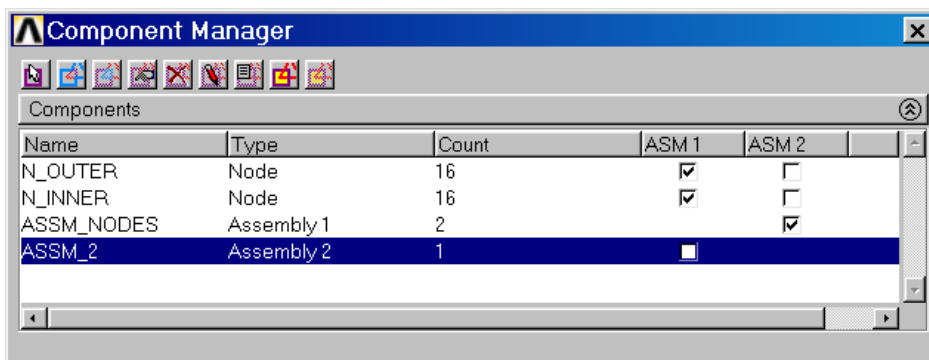 Component Manager
Components
Name Type Count ASM 1 ASM 2
N_OUTER Node 16
N_INNER Node 16
ASSM_NODES Assembly 1 2
ASSM_2 Assembly 2 1